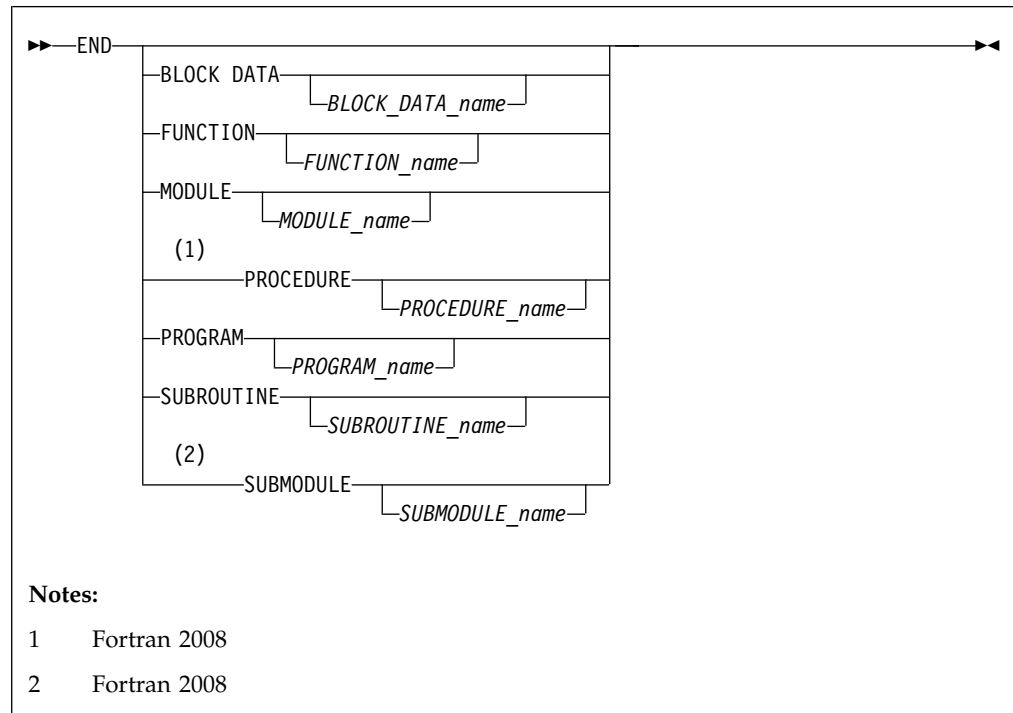 END
BLOCK DATA
BLOCK_DATA_name
FUNCTION
FUNCTION_name
MODULE
MODULE_name
(1)
PROCEDURE
PROCEDURE_name
PROGRAM
PROGRAM_name
SUBROUTINE
SUBROUTINE_name
(2)
SUBMODULE
SUBMODULE_name
Notes:
1 Fortran 2008
2 Fortran 2008